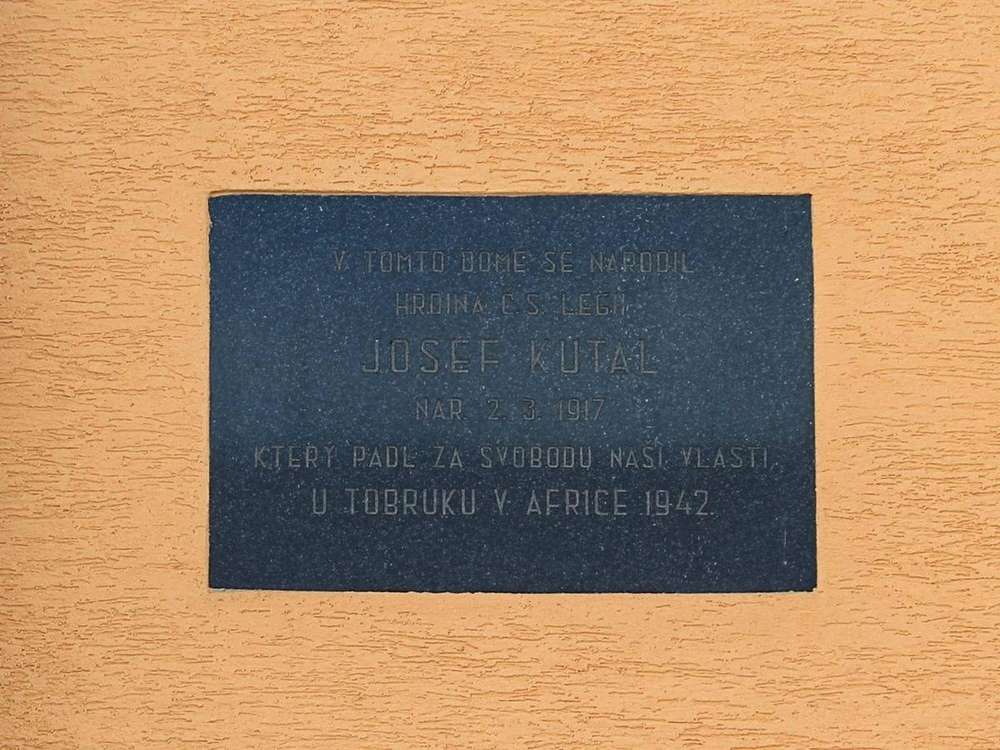 V TOMTO DOMĚ SE NARODIL
HRDINA Č.S. LEGIÍ
JOSEF KUTAL
NAR. 2. 3. 1917
KTERÝ PADL ZA SVOBODU NAŠÍ VLASTI
U TOBRUKU V AFRICE 1942.